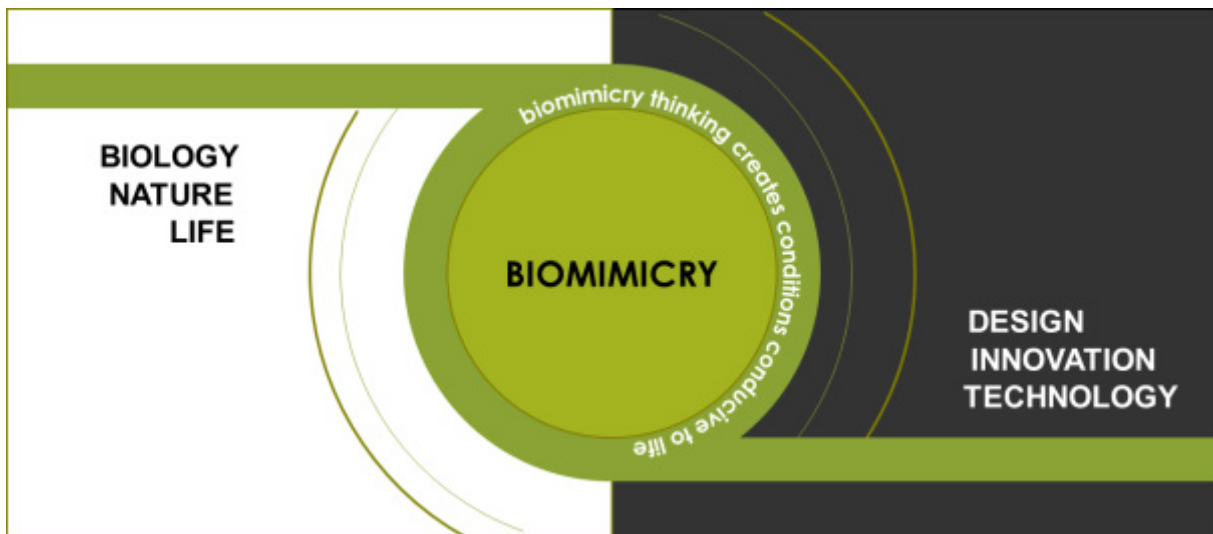 BIOLOGY
NATURE
LIFE
biomimicry thinking creates conditions conducive to life
BIOMIMICRY
DESIGN
INNOVATION
TECHNOLOGY